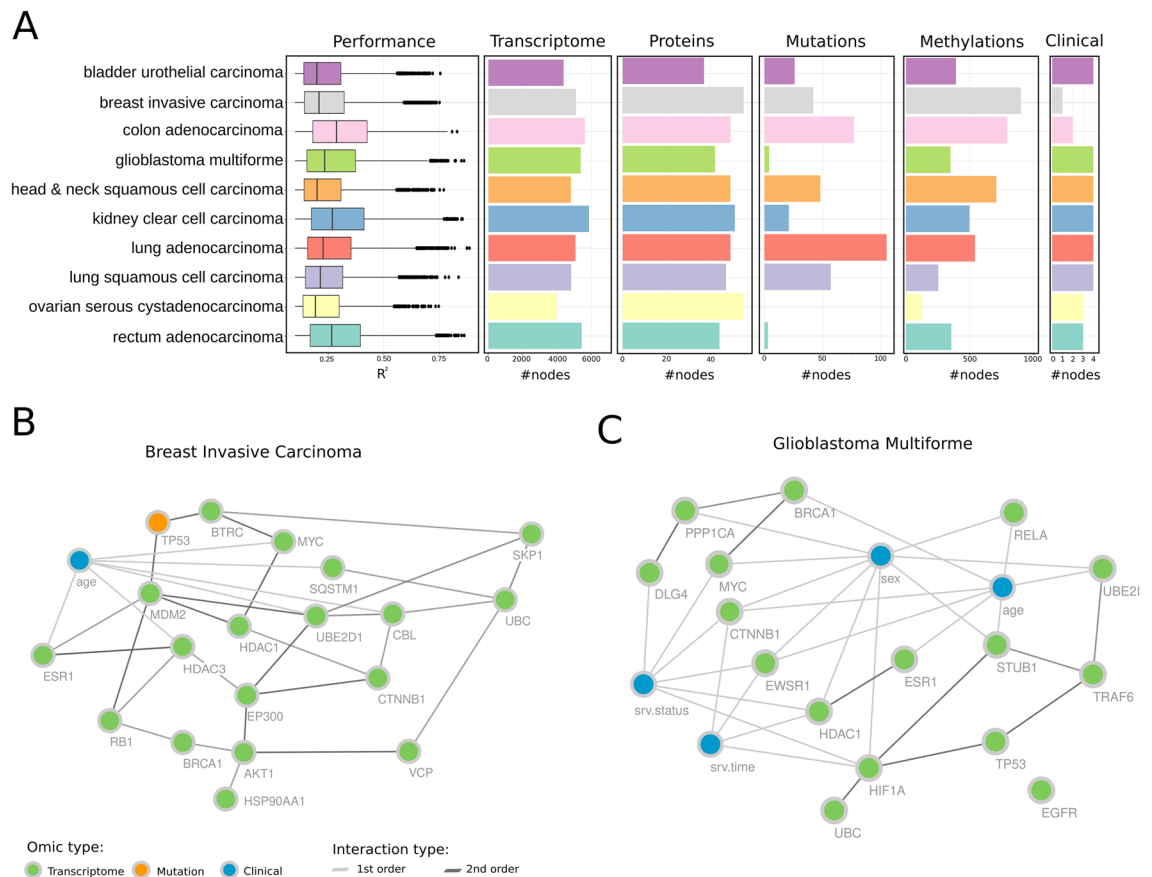 A
Performance Transcriptome Proteins Mutations Methylations Clinical
bladder urothelial carcinoma
breast invasive carcinoma
colon adenocarcinoma
glioblastoma multiforme
head & neck squamous cell carcinoma
kidney clear cell carcinoma
lung adenocarcinoma
lung squamous cell carcinoma
ovarian serous cystadenocarcinoma
rectum adenocarcinoma
0.25 0.50 0.75 0 2000 4000 6000 0 20 40 0 50 100 0 500 1000 0 1 2 3 4
R² #nodes #nodes #nodes #nodes #nodes
B
Breast Invasive Carcinoma
TP53
BTRC
MYC
SKP1
age
SQSTM1
MDM2
UBC
HDAC1
UBE2D1
CBL
ESR1
HDAC3
CTNNB1
EP300
RB1
BRCA1
AKT1
VCP
HSP90AA1
Omic type:
Transcriptome Mutation Clinical
Interaction type:
1st order 2nd order
C
Glioblastoma Multiforme
BRCA1
PPP1CA
RELA
DLG4
MYC
sex
UBE2I
age
CTNNB1
STUB1
EWSR1
ESR1
TRAF6
srv.status
HDAC1
srv.time
TP53
HIF1A
EGFR
UBC